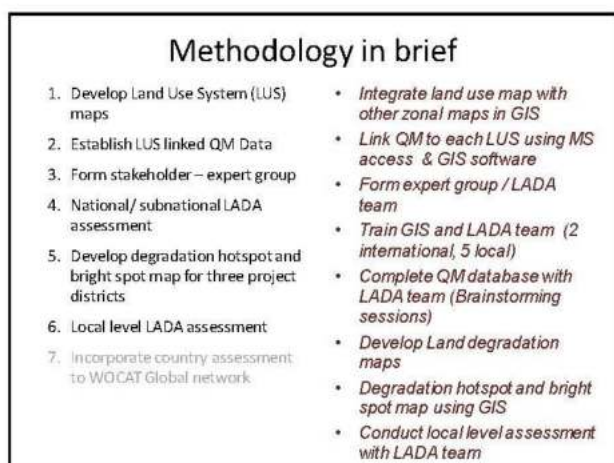 Methodology in brief
1. Develop Land Use System (LUS)
maps
2. Establish LUS linked QM Data
3. Form stakeholder – expert group
4. National/ subnational LADA
assessment
5. Develop degradation hotspot and
bright spot map for three project
districts
6. Local level LADA assessment
7. Incorporate country assessment
to WOCAT Global network
• Integrate land use map with
other zonal maps in GIS
• Link QM to each LUS using MS
access & GIS software
• Form expert group / LADA
team
• Train GIS and LADA team (2
international, 5 local)
• Complete QM database with
LADA team (Brainstorming
sessions)
• Develop Land degradation
maps
• Degradation hotspot and bright
spot map using GIS
• Conduct local level assessment
with LADA team